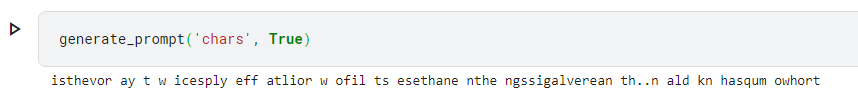 generate_prompt('chars', True)
isthevor ay t w icesply eff atlior w ofil ts esethane nthe ngssigalverean th..n ald kn hasqum owhort